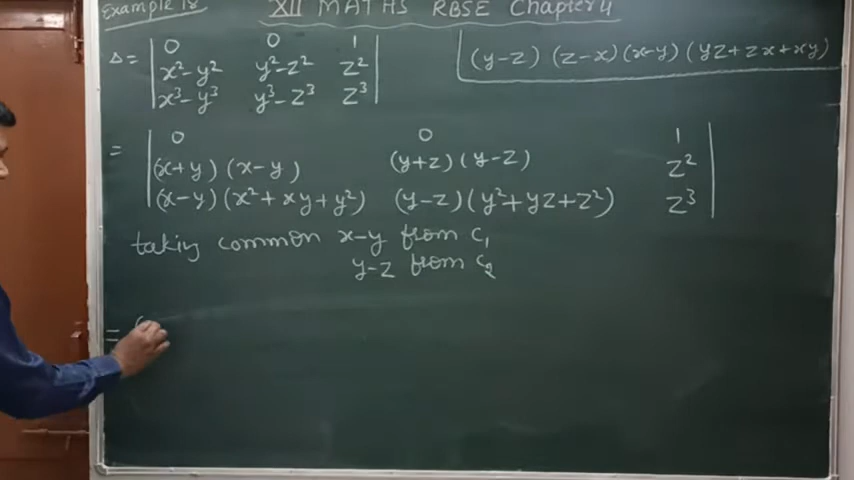 Example 18 XII MATHS RBSE Chapter 4
Δ= | 0 0 1 |
| x²-y² y²-z² z² |
| x³-y³ y³-z³ z³ |
(y-z) (z-x) (x-y) (yz+zx+xy)
= | 0 0 1 |
| (x+y) (x-y) (y+z) (y-z) z² |
| (x-y) (x²+xy+y²) (y-z) (y²+yz+z²) z³ |
taking common x-y from C₁
y-z from C₂
= (